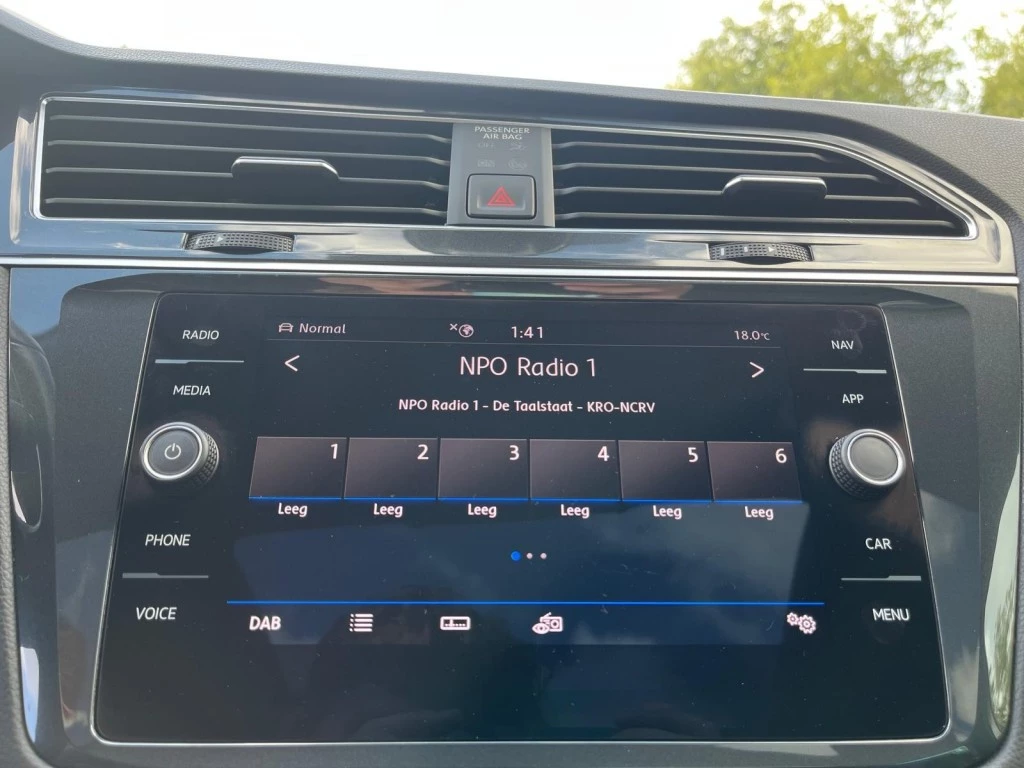 PASSENGER
AIR BAG
RADIO
MEDIA
PHONE
VOICE
Normal
1:41
18.0°C
< NPO Radio 1 >
NPO Radio 1 - De Taalstaat - KRO-NCRV
1 2 3 4 5 6
Leeg Leeg Leeg Leeg Leeg Leeg
DAB
NAV
APP
CAR
MENU